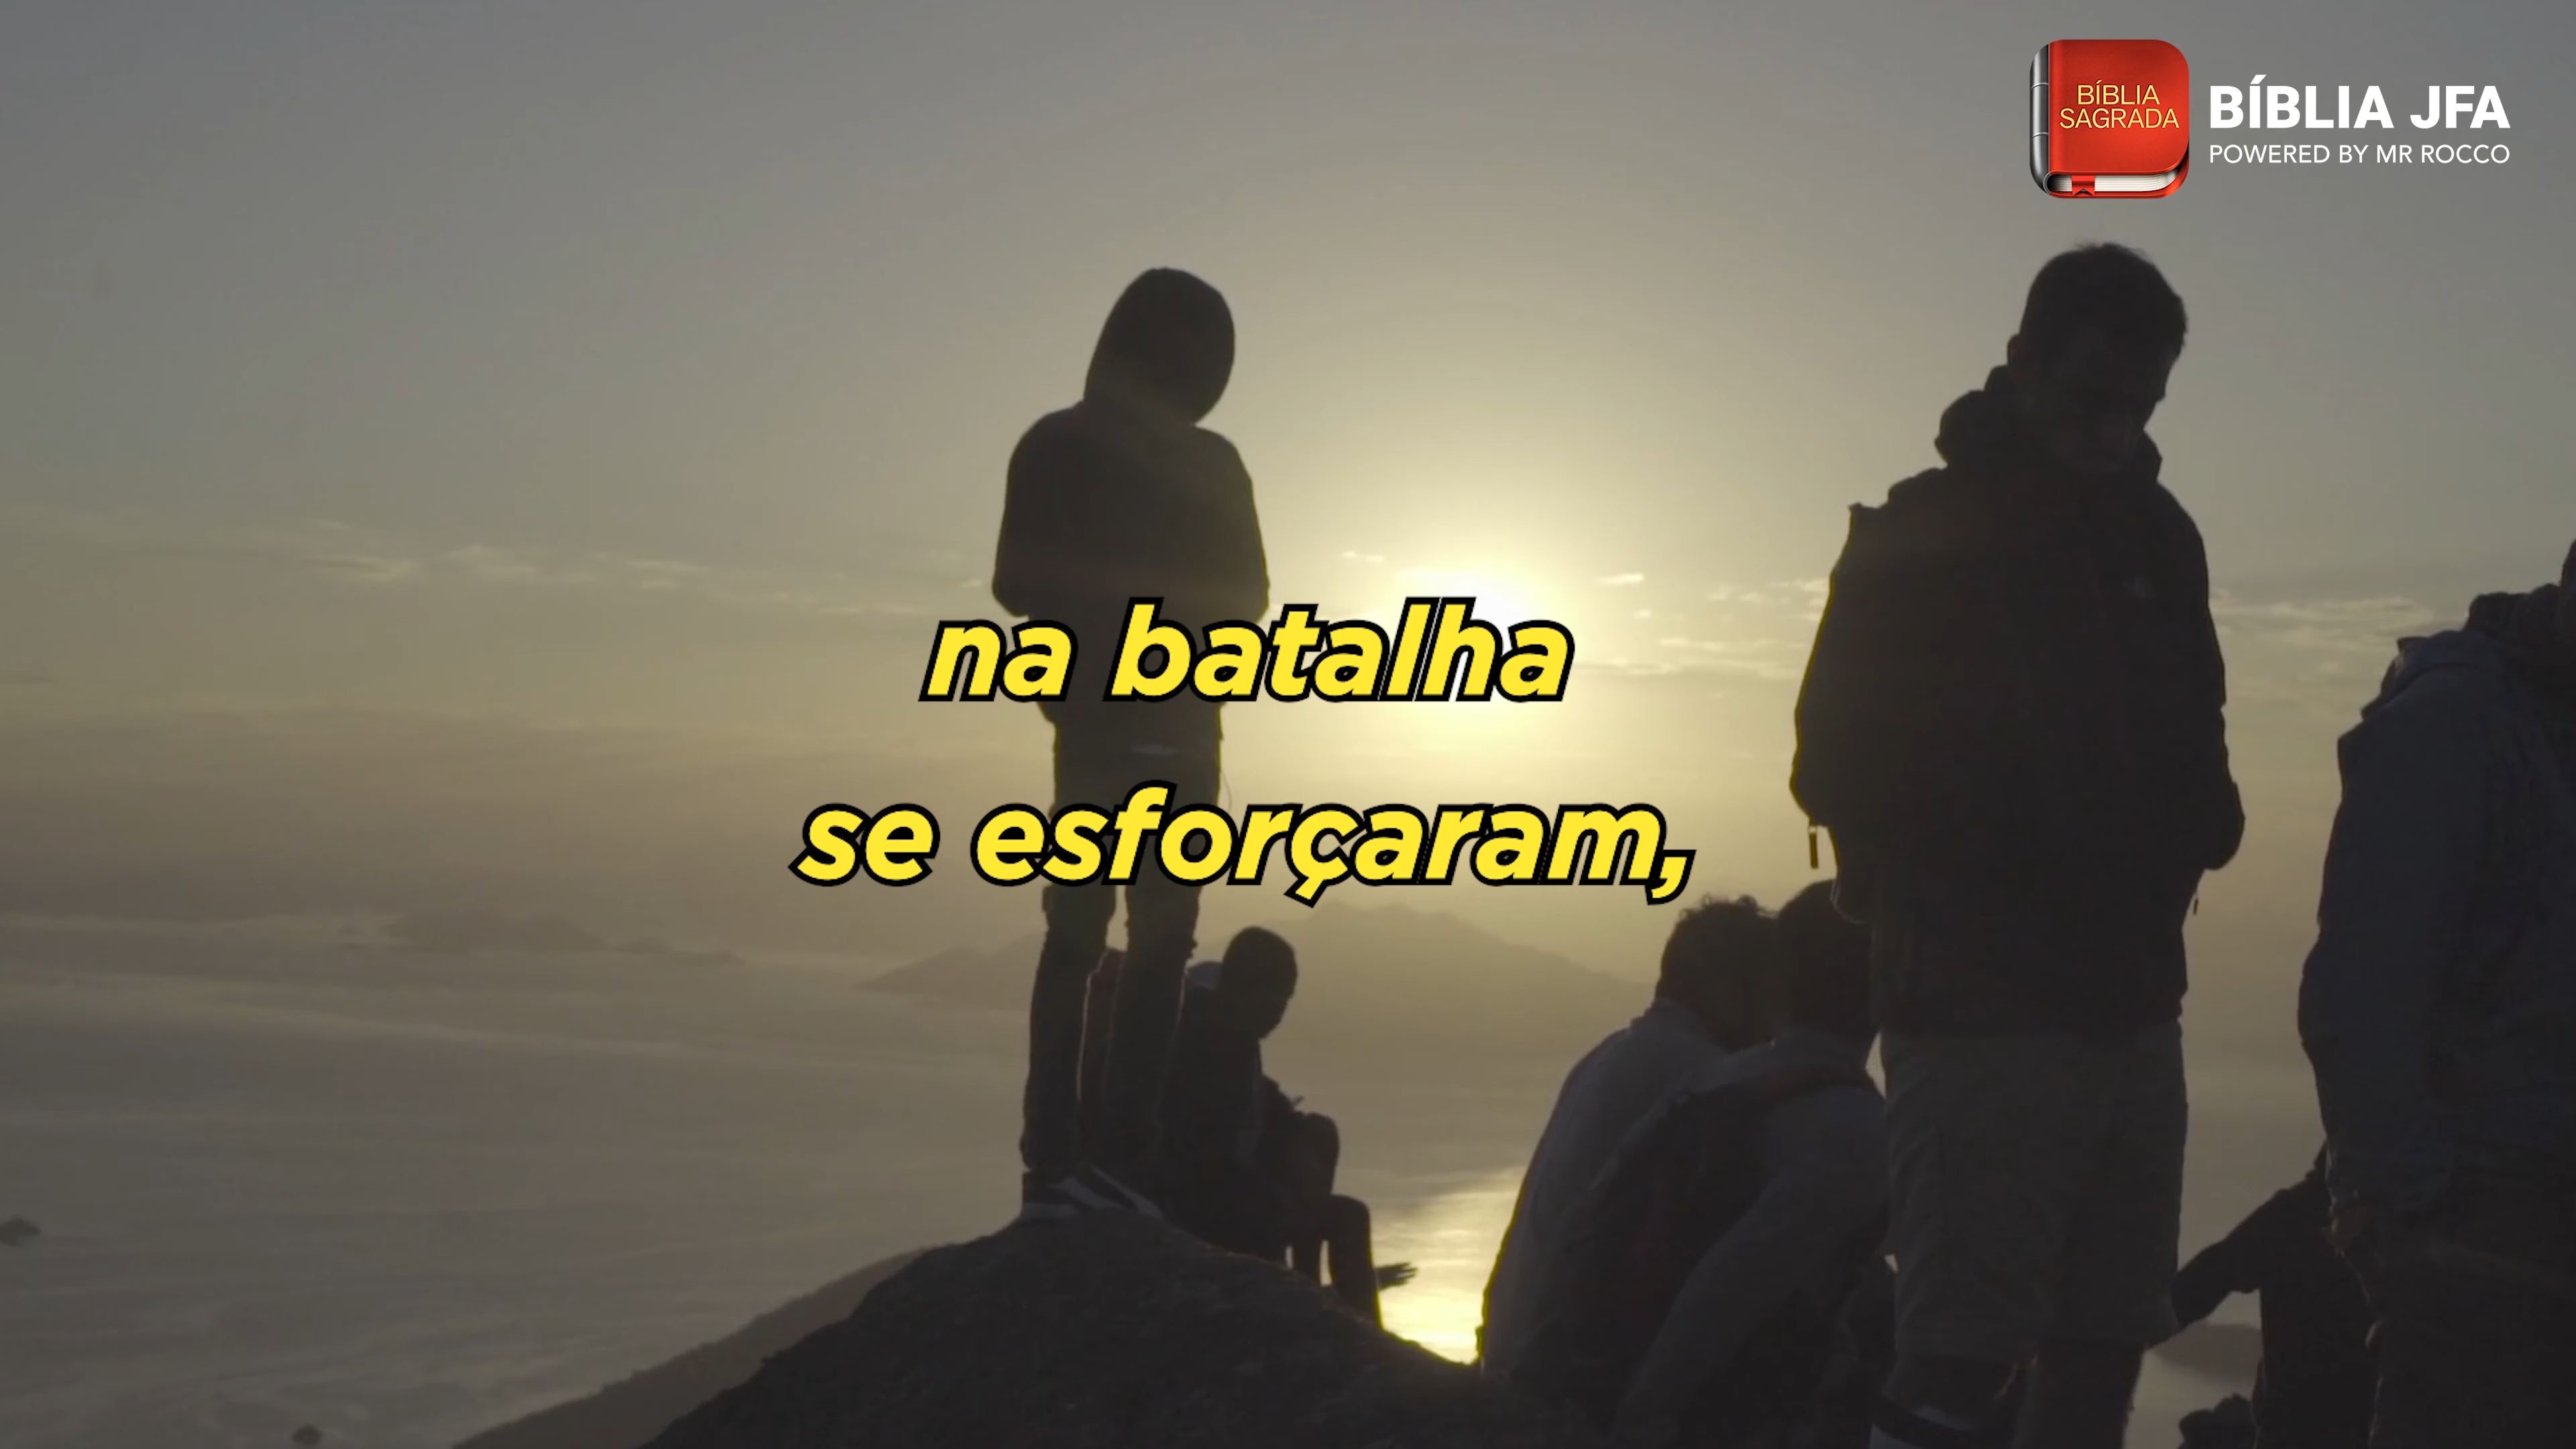 BÍBLIA
SAGRADA
BÍBLIA JFA
POWERED BY MR ROCCO
na batalha
se esforçaram,